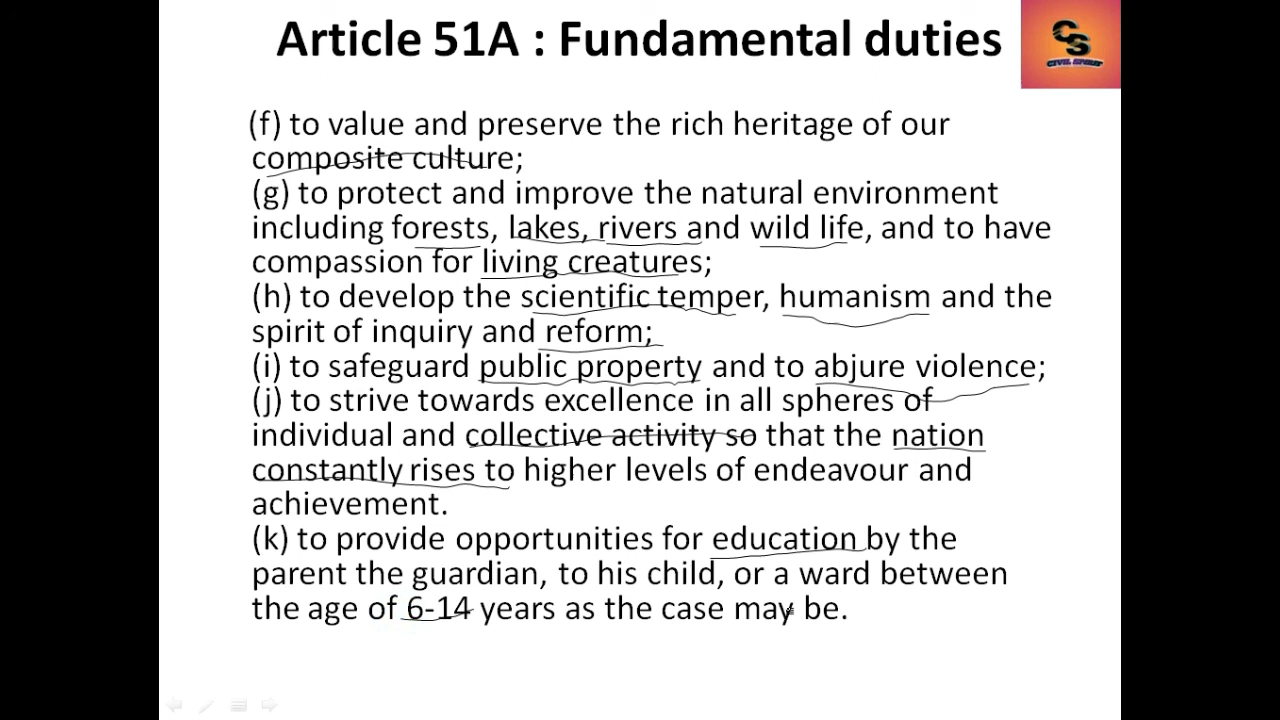 Article 51A : Fundamental duties
CS
CIVIL SPIRIT
(f) to value and preserve the rich heritage of our
composite culture;
(g) to protect and improve the natural environment
including forests, lakes, rivers and wild life, and to have
compassion for living creatures;
(h) to develop the scientific temper, humanism and the
spirit of inquiry and reform;
(i) to safeguard public property and to abjure violence;
(j) to strive towards excellence in all spheres of
individual and collective activity so that the nation
constantly rises to higher levels of endeavour and
achievement.
(k) to provide opportunities for education by the
parent the guardian, to his child, or a ward between
the age of 6-14 years as the case may be.